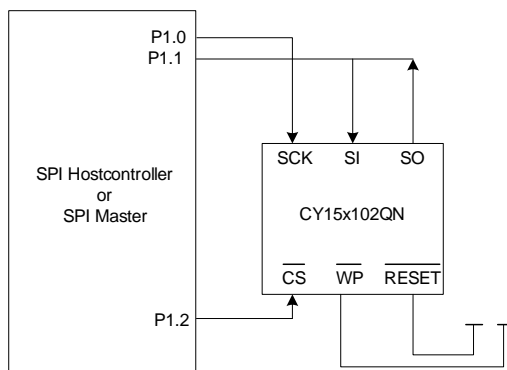 P1.0
P1.1
SPI Hostcontroller
or
SPI Master
P1.2
SCK SI SO
CY15x102QN
CS WP RESET